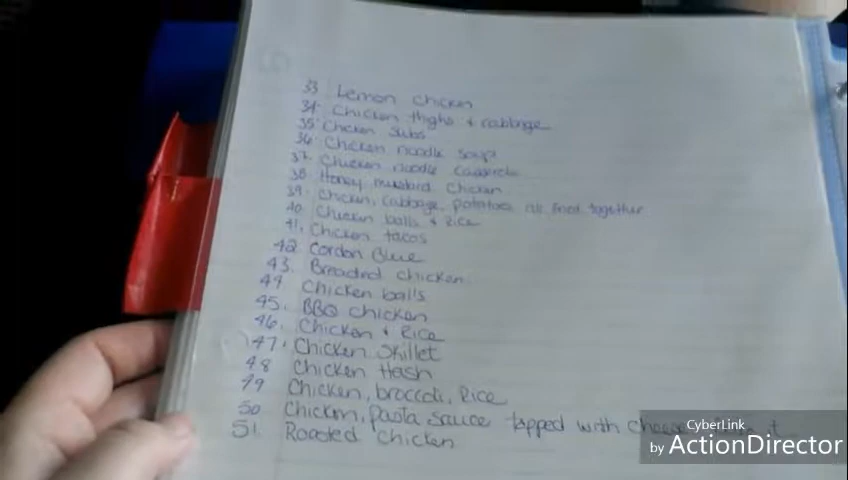 33 Lemon Chicken
34. Chicken thighs + cabbage
35. Chicken Subs
36. Chicken noodle soup
37. Chicken noodle casserole
38. Honey mustard Chicken
39. Chicken, cabbage, potatoes all fried together
40. Chicken balls + Rice
41. Chicken tacos
42. Cordon Blue
43. Breaded chicken
44 Chicken balls
45. BBQ Chicken
46. Chicken + Rice
47. Chicken Skillet
48 Chicken Hash
49 Chicken, broccoli, Rice
50 Chicken, pasta sauce topped with cheese
51. Roasted Chicken
CyberLink
by ActionDirector